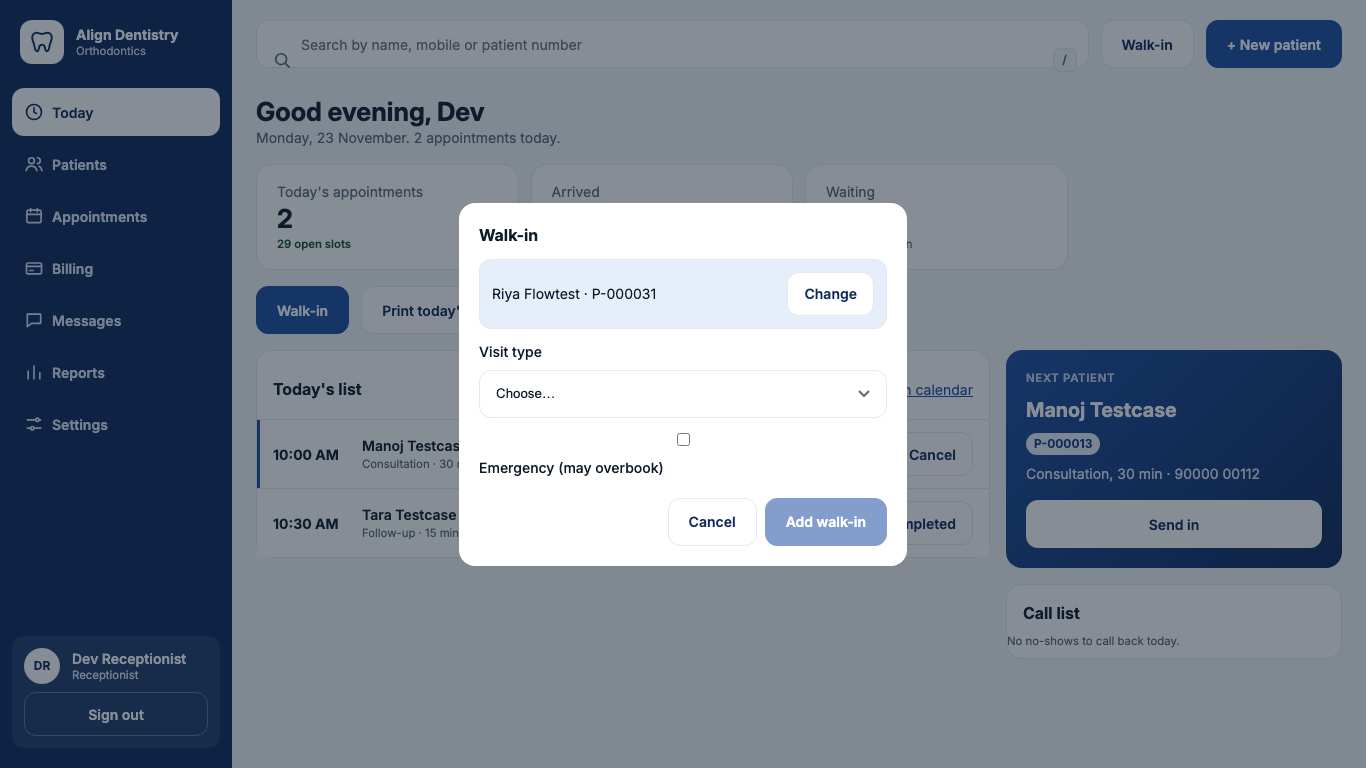 Align Dentistry
Orthodontics
Today
Patients
Appointments
Billing
Messages
Reports
Settings
DR
Dev Receptionist
Receptionist
Sign out
Search by name, mobile or patient number
/
Walk-in
+ New patient
Good evening, Dev
Monday, 23 November. 2 appointments today.
Today's appointments
2
29 open slots
Arrived
Waiting
Walk-in
Print today'
Today's list
calendar
10:00 AM
Manoj Testcas
Consultation · 30
Cancel
10:30 AM
Tara Testcase
Follow-up · 15 min
mpleted
Walk-in
Riya Flowtest · P-000031
Change
Visit type
Choose...
Emergency (may overbook)
Cancel
Add walk-in
NEXT PATIENT
Manoj Testcase
P-000013
Consultation, 30 min · 90000 00112
Send in
Call list
No no-shows to call back today.